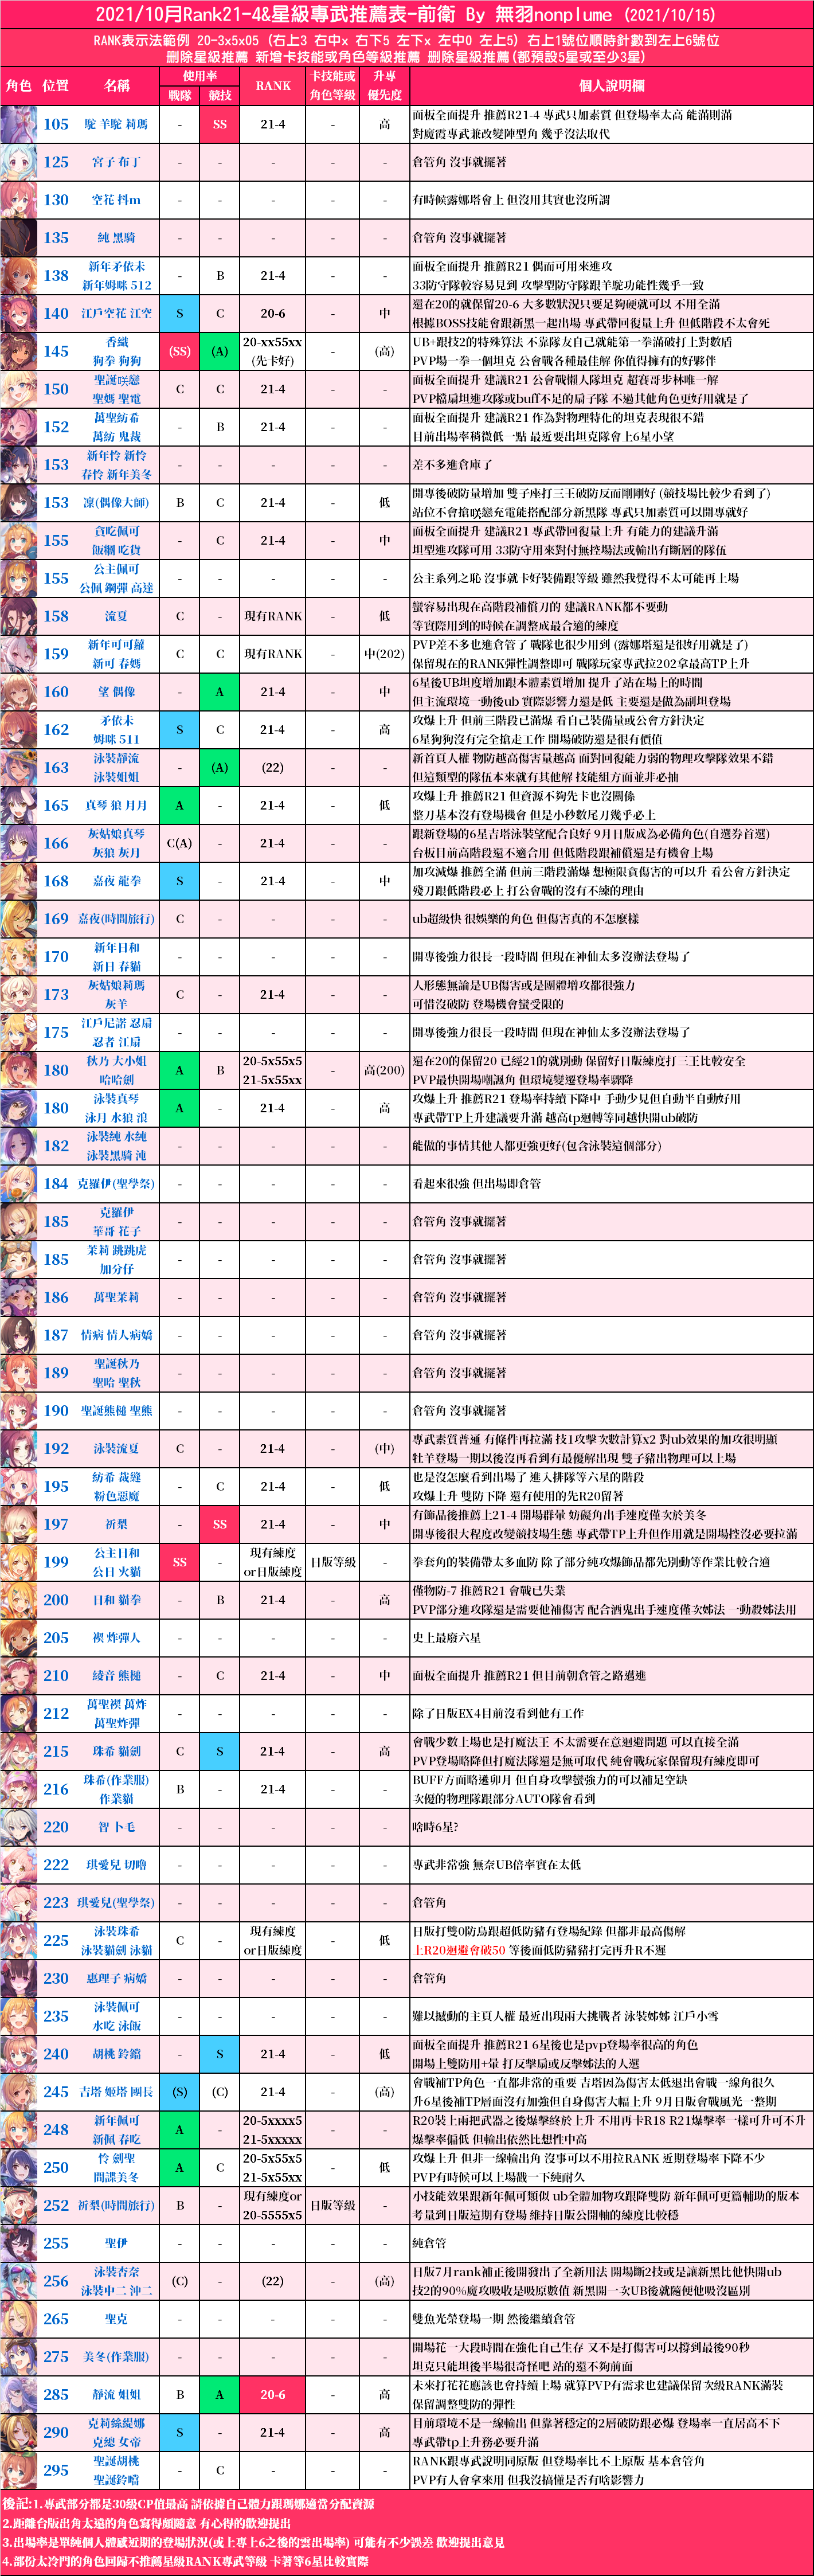 2021/10月Rank21-4&星級專武推薦表-前衛 By 無羽nonplume (2021/10/15)
RANK表示法範例 20-3x5x05 (右上3 右中x 右下5 左下x 左中0 左上5) 右上1號位順時針數到左上6號位
刪除星級推薦 新增卡技能或角色等級推薦 刪除星級推薦(都預設5星或至少3星)
角色 位置 名稱 使用率 戰隊 競技 RANK 卡技能或角色等級 升專優先度 個人說明欄
105 駝 羊駝 莉瑪 - SS 21-4 - 高 面板全面提升 推薦R21-4 專武只加素質 但登場率太高 能滿則滿
對魔霞專武兼改變陣型角 幾乎沒法取代
125 宮子 布丁 - - - - - 倉管角 沒事就擺著
130 空花 抖m - - - - - 有時候露娜塔會上 但沒用其實也沒所謂
135 純 黑騎 - - - - - 倉管角 沒事就擺著
138 新年矛依未 新年姆咪 512 - B 21-4 - - 面板全面提升 推薦R21 偶而可用來進攻
33防守隊較容易見到 攻擊型防守隊跟羊駝功能性幾乎一致
140 江戶空花 江空 S C 20-6 - 中 還在20的就保留20-6 大多數狀況只要足夠硬就可以 不用全滿
根據BOSS技能會跟新黑一起出場 專武帶回復量上升 但低階段不太會死
145 香織 狗拳 狗狗 (SS) (A) 20-xx55xx (先卡好) - (高) UB+跟技2的特殊算法 不靠隊友自己就能第一拳滿破打上對數盾
PVP場一拳一個坦克 公會戰各種最佳解 你值得擁有的好夥伴
150 聖誕咲戀 聖媽 聖電 C C 21-4 - - 面板全面提升 建議R21 公會戰懶人隊坦克 超賽哥步林唯一解
PVP檔扇坦進攻隊或buff不足的扇子隊 不過其他角色更好用就是了
152 萬聖紡希 萬紡 鬼裁 - B 21-4 - - 面板全面提升 建議R21 作為對物理特化的坦克表現很不錯
目前出場率稍微低一點 最近要出坦克隊會上6星小望
153 新年怜 新怜 春怜 新年美冬 - - - - - 差不多進倉庫了
153 凜(偶像大師) B C 21-4 - 低 開專後破防量增加 雙子座打三王破防反而剛剛好 (競技場比較少看到了)
站位不會搶咲戀充電能搭配部分新黑隊 專武只加素質可以開專就好
155 貪吃佩可 飯糰 吃貨 - C 21-4 - 中 面板全面提升 建議R21 專武帶回復量上升 有能力的建議升滿
坦型進攻隊可用 33防守用來對付無控場法或輸出有斷層的隊伍
155 公主佩可 公佩 鋼彈 高達 - - - - - 公主系列之恥 沒事就卡好裝備跟等級 雖然我覺得不太可能再上場
158 流夏 C - 現有RANK - 低 蠻容易出現在高階段補償刀的 建議RANK都不要動
等實際用到的時候在調整成最合適的練度
159 新年可可蘿 新可 春媽 C C 現有RANK - 中(202) PVP差不多也進倉管了 戰隊也很少用到 (露娜塔還是很好用就是了)
保留現在的RANK彈性調整即可 戰隊玩家專武拉202拿最高TP上升
160 望 偶像 - A 21-4 - 中 6星後UB坦度增加跟本體素質增加 提升了站在場上的時間
但主流環境一動後ub 實際影響力還是低 主要還是做為副坦登場
162 矛依未 姆咪 511 S C 21-4 - 高 攻爆上升 但前三階段已滿爆 看自己裝備量或公會方針決定
6星狗狗沒有完全搶走工作 開場破防還是很有價值
163 泳裝靜流 泳裝姐姐 - (A) (22) - - 新首頁人權 物防越高傷害量越高 面對回復能力弱的物理攻擊隊效果不錯
但這類型的隊伍本來就有其他解 技能組方面並非必抽
165 真琴 狼 月月 A - 21-4 - 低 攻爆上升 推薦R21 但資源不夠先卡也沒關係
整刀基本沒有登場機會 但是小秒數尾刀幾乎必上
166 灰姑娘真琴 灰狼 灰月 C(A) - 21-4 - - 跟新登場的6星吉塔泳裝望配合良好 9月日版成為必備角色(自選券首選)
台板目前高階段還不適合用 但低階段跟補償還是有機會上場
168 嘉夜 龍拳 S - 21-4 - 中 加攻減爆 推薦全滿 但前三階段滿爆 想極限貪傷害的可以升 看公會方針決定
殘刀跟低階段必上 打公會戰的沒有不練的理由
169 嘉夜(時間旅行) C - - - - ub超級快 很娛樂的角色 但傷害真的不怎麼樣
170 新年日和 新日 春貓 - - - - - 開專後強力很長一段時間 但現在神仙太多沒辦法登場了
173 灰姑娘莉瑪 灰羊 C - 21-4 - - 人形態無論是UB傷害或是團體增攻都很強力
可惜沒破防 登場機會蠻受限的
175 江戶尼諾 忍扇 忍者 江扇 - - - - - 開專後強力很長一段時間 但現在神仙太多沒辦法登場了
180 秋乃 大小姐 哈哈劍 A B 20-5x55x5 21-5x55xx - 高(200) 還在20的保留20 已經21的就別動 保留好日版練度打三王比較安全
PVP最快開場嘲諷角 但環境變遷登場率驟降
180 泳裝真琴 泳月 水狼 浪 A - 21-4 - 高 攻爆上升 推薦R21 登場率持續下降中 手動少見但自動半自動好用
專武帶TP上升建議要升滿 越高tp迴轉等同越快開ub破防
182 泳裝純 水純 泳裝黑騎 沌 - - - - - 能做的事情其他人都更強更好(包含泳裝這個部分)
184 克羅伊(聖學祭) - - - - - 看起來很強 但出場即倉管
185 克羅伊 華哥 花子 - - - - - 倉管角 沒事就擺著
185 茉莉 跳跳虎 加分仔 - - - - - 倉管角 沒事就擺著
186 萬聖茉莉 - - - - - 倉管角 沒事就擺著
187 情病 情人病嬌 - - - - - 倉管角 沒事就擺著
189 聖誕秋乃 聖哈 聖秋 - - - - - 倉管角 沒事就擺著
190 聖誕熊槌 聖熊 - - - - - 倉管角 沒事就擺著
192 泳裝流夏 C - 21-4 - (中) 專武素質普通 有條件再拉滿 技1攻擊次數計算x2 對ub效果的加攻很明顯
牡羊登場一期以後沒再看到有最優解出現 雙子豬出物理可以上場
195 紡希 裁縫 粉色惡魔 - C 21-4 - 低 也是沒怎麼看到出場了 進入排隊等六星的階段
攻爆上升 雙防下降 還有使用的先R20留著
197 祈梨 - SS 21-4 - 中 有飾品後推薦上21-4 開場群暈 妨礙角出手速度僅次於美冬
開專後很大程度改變競技場生態 專武帶TP上升但作用就是開場控沒必要拉滿
199 公主日和 公日 火貓 SS - 現有練度 or日版練度 日版等級 - 拳套角的裝備帶太多血防 除了部分純攻爆飾品都先別動等作業比較合適
200 日和 貓拳 - B 21-4 - 高 僅物防-7 推薦R21 會戰已失業
PVP部分進攻隊還是需要他補傷害 配合酒鬼出手速度僅次姊法 一動殺姊法用
205 禊 炸彈人 - - - - - 史上最廢六星
210 綾音 熊槌 - C 21-4 - 中 面板全面提升 推薦R21 但目前朝倉管之路邁進
212 萬聖禊 萬炸 萬聖炸彈 - - - - - 除了日版EX4目前沒看到他有工作
215 珠希 貓劍 C S 21-4 - 高 會戰少數上場也是打魔法王 不太需要在意迴避問題 可以直接全滿
PVP登場略降但打魔法隊還是無可取代 純會戰玩家保留現有練度即可
216 珠希(作業服) 作業貓 B - 21-4 - - BUFF方面略遜卯月 但自身攻擊蠻強力的可以補足空缺
次優的物理隊跟部分AUTO隊會看到
220 智 卜毛 - - - - - 啥時6星?
222 琪愛兒 切嚕 - - - - - 專武非常強 無奈UB倍率實在太低
223 琪愛兒(聖學祭) - - - - - 倉管角
225 泳裝珠希 泳裝貓劍 泳貓 C - 現有練度 or日版練度 - 低 日版打雙0防鳥跟超低防豬有登場紀錄 但都非最高傷解
上R20迴避會破50 等後面低防豬豬打完再升R不遲
230 惠理子 病嬌 - - - - - 倉管角
235 泳裝佩可 水吃 泳飯 - - - - - 難以撼動的主頁人權 最近出現兩大挑戰者 泳裝姊姊 江戶小雪
240 胡桃 鈴鐺 - S 21-4 - 低 面板全面提升 推薦R21 6星後也是pvp登場率很高的角色
開場上雙防用+暈 打反擊扇或反擊姊法的人選
245 吉塔 姬塔 團長 (S) (C) 21-4 - (高) 會戰補TP角色一直都非常的重要 吉塔因為傷害太低退出會戰一線角很久
升6星後補TP層面沒有加強但自身傷害大幅上升 9月日版會戰風光一整期
248 新年佩可 新佩 春吃 A - 20-5xxxx5 21-5xxxxx - - R20裝上兩把武器之後爆擊終於上升 不用再卡R18 R21爆擊率一樣可升可不升
爆擊率偏低 但輸出依然比想性中高
250 怜 劍聖 間諜美冬 A C 20-5x55x5 21-5x55xx - 低 攻爆上升 但非一線輸出角 沒事可以不用拉RANK 近期登場率下降不少
PVP有時候可以上場戳一下純耐久
252 祈梨(時間旅行) B - 現有練度or 20-5555x5 日版等級 - 小技能效果跟新年佩可類似 ub全體加物攻跟降雙防 新年佩可更篇輔助的版本
考量到日版這期有登場 維持日版公開軸的練度比較穩
255 聖伊 - - - - - 純倉管
256 泳裝杏奈 泳裝中二 沖二 (C) - (22) - (高) 日版7月rank補正後開發出了全新用法 開場斷2技或是讓新黑比他快開ub
技2的90%魔攻吸收是吸原數值 新黑開一次UB後就隨便他吸沒區別
265 聖克 - - - - - 雙魚光榮登場一期 然後繼續倉管
275 美冬(作業服) - - - - - 開場花一大段時間在強化自己生存 又不是打傷害可以撐到最後90秒
坦克只能坦後半場很奇怪吧 站的還不夠前面
285 靜流 姐姐 B A 20-6 - 高 未來打花花應該也會持續上場 就算PVP有需求也建議保留次級RANK滿裝
保留調整雙防的彈性
290 克莉絲緹娜 克總 女帝 S - 21-4 - 高 目前環境不是一線輸出 但靠著穩定的2層破防跟必爆 登場率一直居高不下
專武帶tp上升務必要升滿
295 聖誕胡桃 聖誕鈴鐺 - C - - - RANK跟專武說明同原版 但登場率比不上原版 基本倉管角
PVP有人會拿來用 但我沒搞懂是否有啥影響力
後記:1.專武部分都是30級CP值最高 請依據自己體力跟瑪娜適當分配資源
2.距離台版出角太遠的角色寫得頗隨意 有心得的歡迎提出
3.出場率是單純個人體感近期的登場狀況(或上專上6之後的雲出場率) 可能有不少誤差 歡迎提出意見
4.部份太冷門的角色回歸不推薦星級RANK專武等級 卡著等6星比較實際